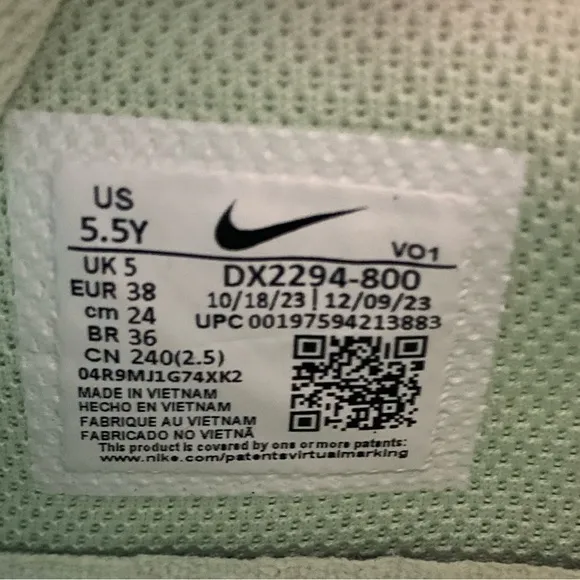 US
5.5Y
VO1
UK 5
EUR 38
cm 24
BR 36
CN 240(2.5)
DX2294-800
10/18/23 | 12/09/23
UPC 00197594213883
04R9MJ1G74XK2
MADE IN VIETNAM
HECHO EN VIETNAM
FABRIQUE AU VIETNAM
FABRICADO NO VIETNÃ
This product is covered by one or more patents:
www.nike.com/patentsvirtualmarking